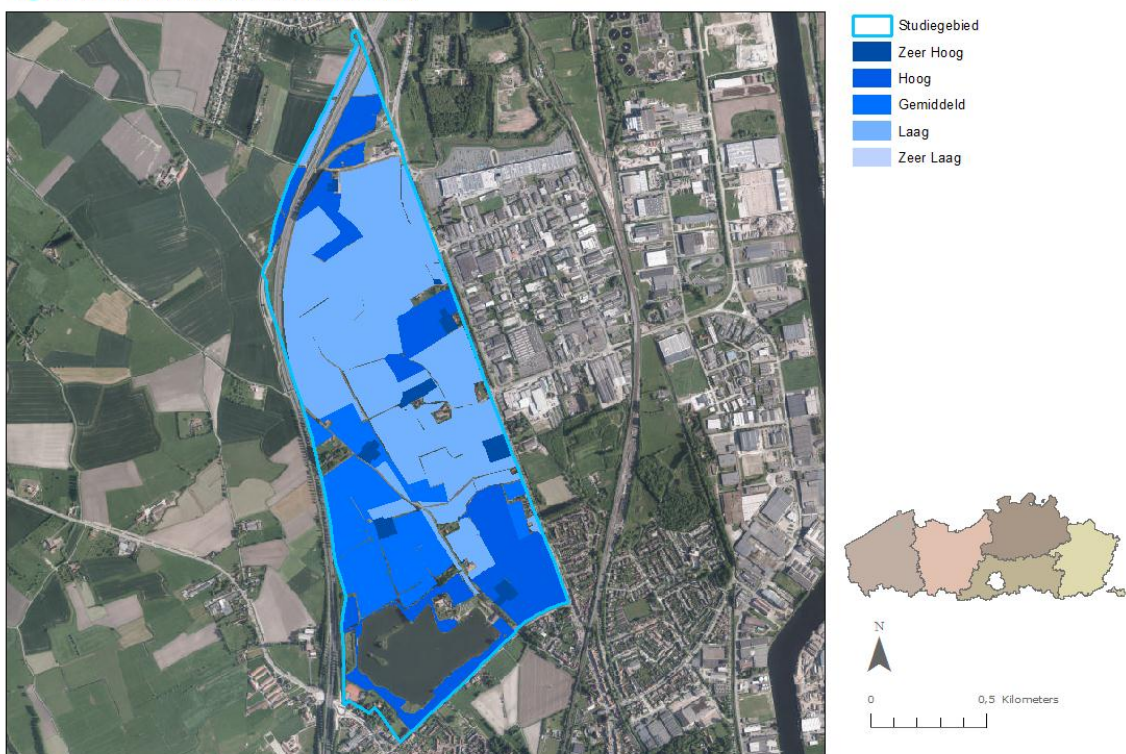 Studiegebied
Zeer Hoog
Hoog
Gemiddeld
Laag
Zeer Laag
N
0 0,5 Kilometers